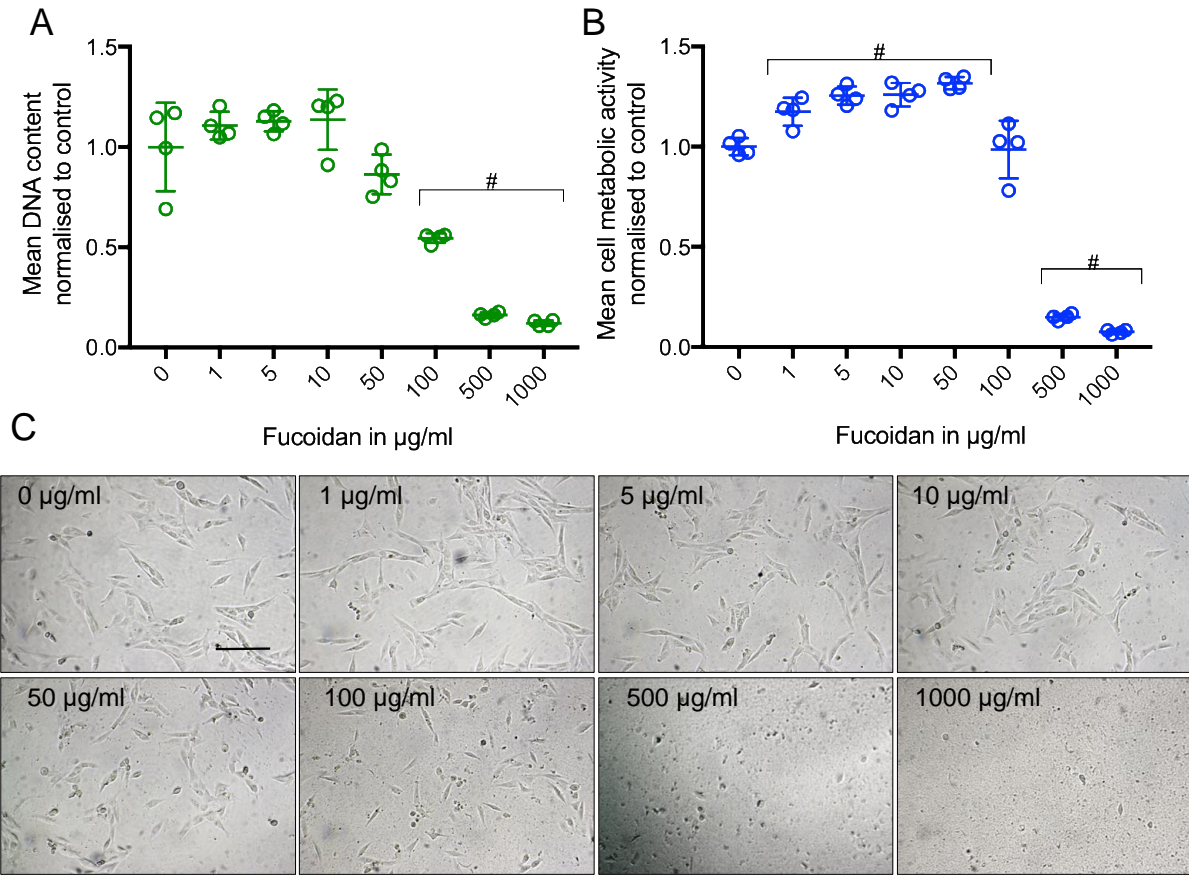 A
Mean DNA content
normalised to control
1.5
1.0
0.5
0.0
#
0
1
5
10
50
100
500
1000
Fucoidan in µg/ml
B
Mean cell metabolic activity
normalised to control
1.5
1.0
0.5
0.0
#
#
0
1
5
10
50
100
500
1000
Fucoidan in µg/ml
C
0 µg/ml
1 µg/ml
5 µg/ml
10 µg/ml
50 µg/ml
100 µg/ml
500 µg/ml
1000 µg/ml